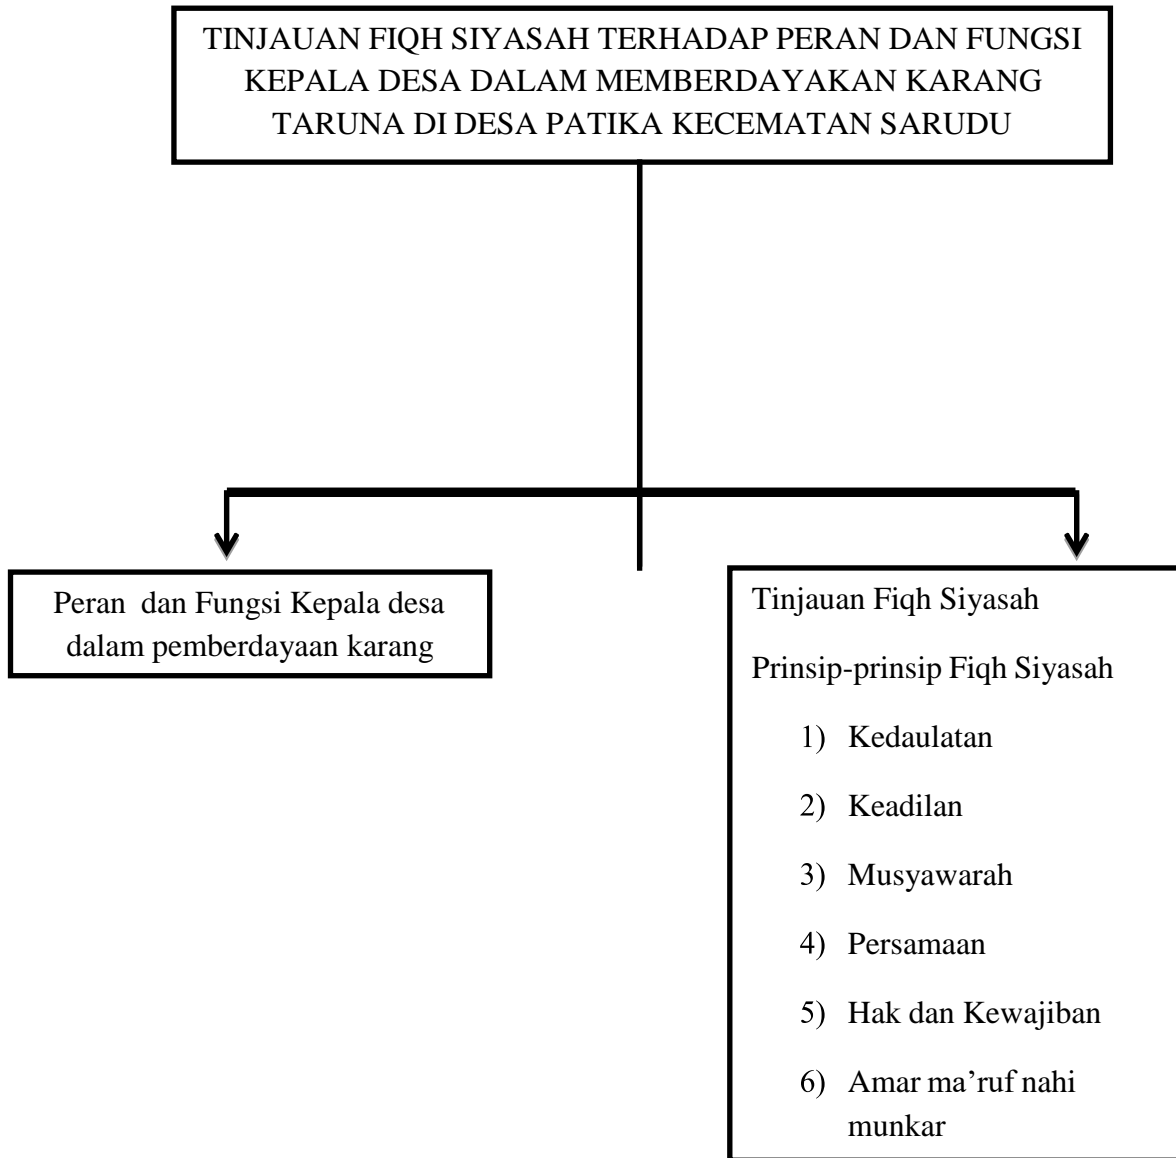 TINJAUAN FIQH SIYASAH TERHADAP PERAN DAN FUNGSI
KEPALA DESA DALAM MEMBERDAYAKAN KARANG
TARUNA DI DESA PATIKA KECEMATAN SARUDU
Peran dan Fungsi Kepala desa
dalam pemberdayaan karang
Tinjauan Fiqh Siyasah
Prinsip-prinsip Fiqh Siyasah
1) Kedaulatan
2) Keadilan
3) Musyawarah
4) Persamaan
5) Hak dan Kewajiban
6) Amar ma’ruf nahi
munkar